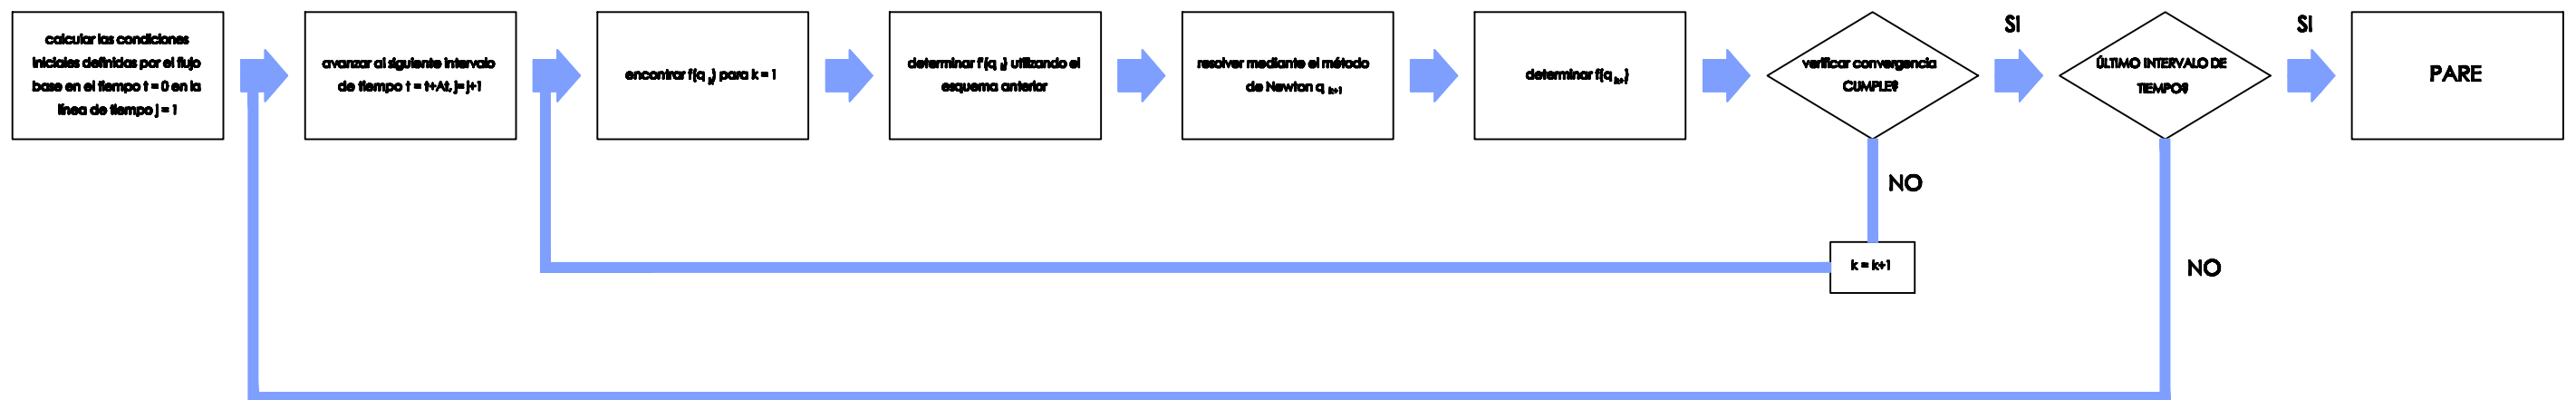 calcular las condiciones
iniciales definidas por el flujo
base en el tiempo t = 0 en la
línea de tiempo j = 1
avanzar al siguiente intervalo
de tiempo t = t+Δt, j= j+1
encontrar f(q k) para k = 1
determinar f'(q k) utilizando el
esquema anterior
resolver mediante el método
de Newton q k+1
determinar f(q k+1)
verificar convergencia
CUMPLE?
SI
ÚLTIMO INTERVALO DE
TIEMPO?
SI
PARE
NO
k = k+1
NO